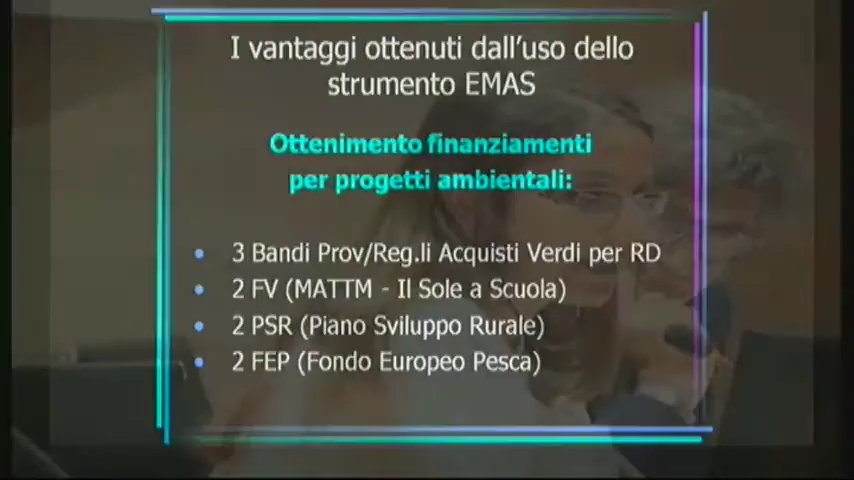 I vantaggi ottenuti dall'uso dello
strumento EMAS
Ottenimento finanziamenti
per progetti ambientali:
• 3 Bandi Prov/Reg.li Acquisti Verdi per RD
• 2 FV (MATTM - Il Sole a Scuola)
• 2 PSR (Piano Sviluppo Rurale)
• 2 FEP (Fondo Europeo Pesca)